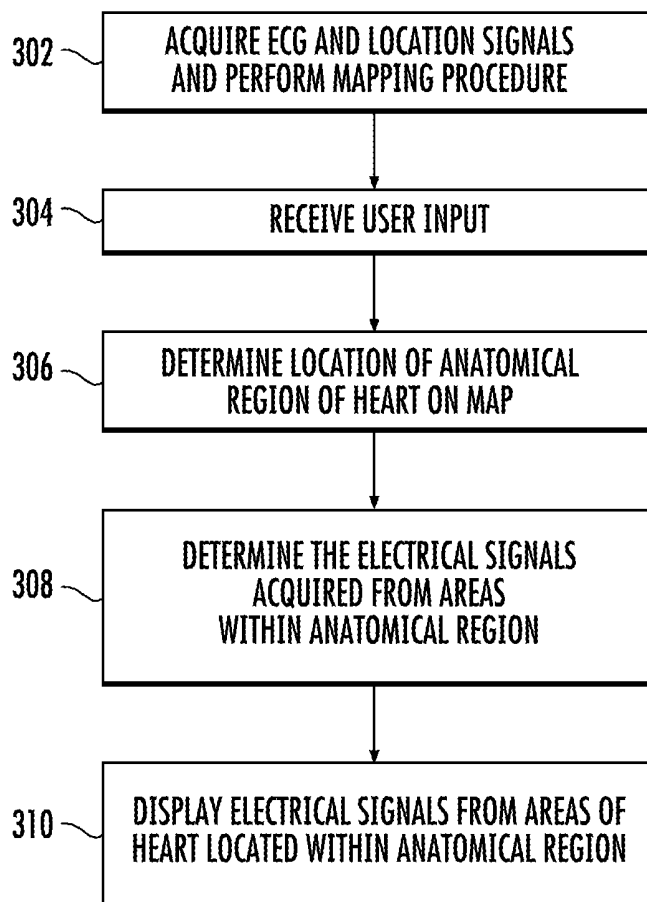 302
ACQUIRE ECG AND LOCATION SIGNALS
AND PERFORM MAPPING PROCEDURE
304
RECEIVE USER INPUT
306
DETERMINE LOCATION OF ANATOMICAL
REGION OF HEART ON MAP
308
DETERMINE THE ELECTRICAL SIGNALS
ACQUIRED FROM AREAS
WITHIN ANATOMICAL REGION
310
DISPLAY ELECTRICAL SIGNALS FROM AREAS OF
HEART LOCATED WITHIN ANATOMICAL REGION